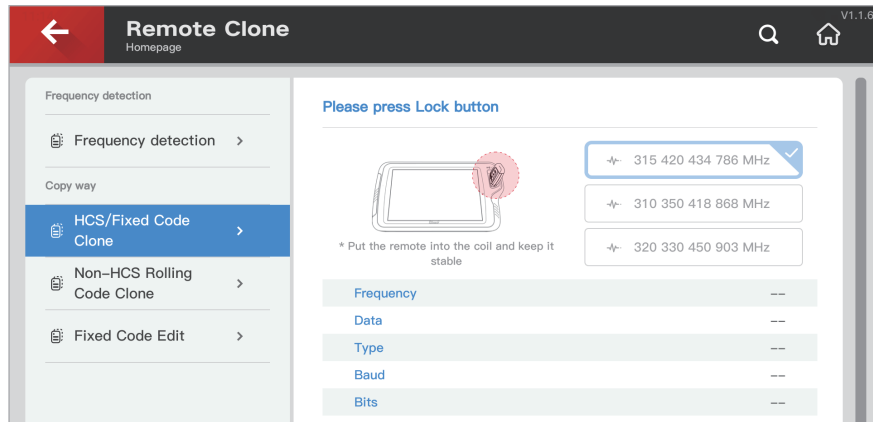 Remote Clone
Homepage
V1.1.6
Frequency detection
Frequency detection
Copy way
HCS/Fixed Code
Clone
Non-HCS Rolling
Code Clone
Fixed Code Edit
Please press Lock button
* Put the remote into the coil and keep it
stable
315 420 434 786 MHz
310 350 418 868 MHz
320 330 450 903 MHz
Frequency --
Data --
Type --
Baud --
Bits --